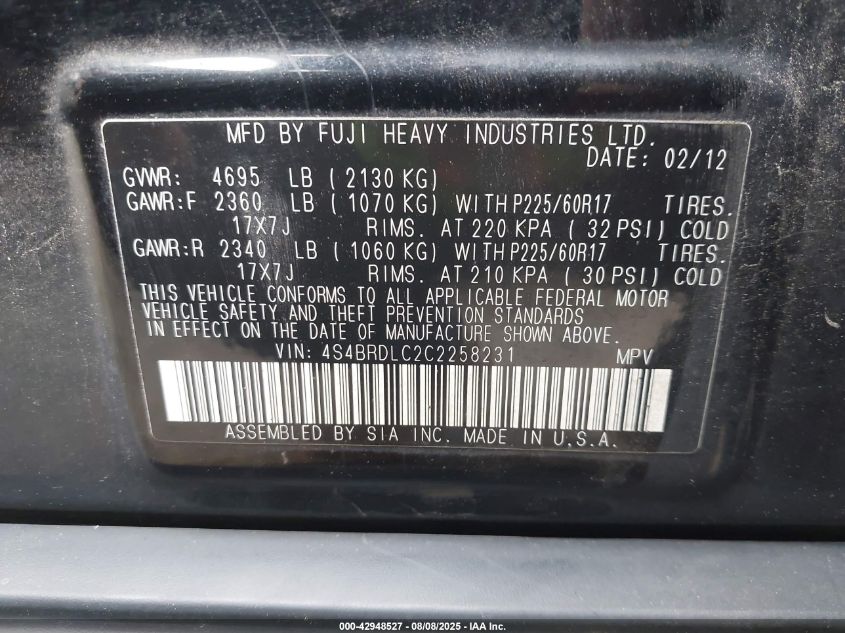 MFD BY FUJI HEAVY INDUSTRIES LTD.
DATE: 02/12
GVWR: 4695 LB ( 2130 KG)
GAWR:F 2360 LB ( 1070 KG) WITH P225/60R17 TIRES.
17X7J RIMS. AT 220 KPA ( 32 PSI) COLD
GAWR:R 2340 LB ( 1060 KG) WITH P225/60R17 TIRES.
17X7J RIMS. AT 210 KPA ( 30 PSI) COLD
THIS VEHICLE CONFORMS TO ALL APPLICABLE FEDERAL MOTOR
VEHICLE SAFETY AND THEFT PREVENTION STANDARDS
IN EFFECT ON THE DATE OF MANUFACTURE SHOWN ABOVE.
VIN: 4S4BRDLC2C2258231 MPV
ASSEMBLED BY SIA INC. MADE IN U.S.A.
000-42948527 - 08/08/2025 - IAA Inc.